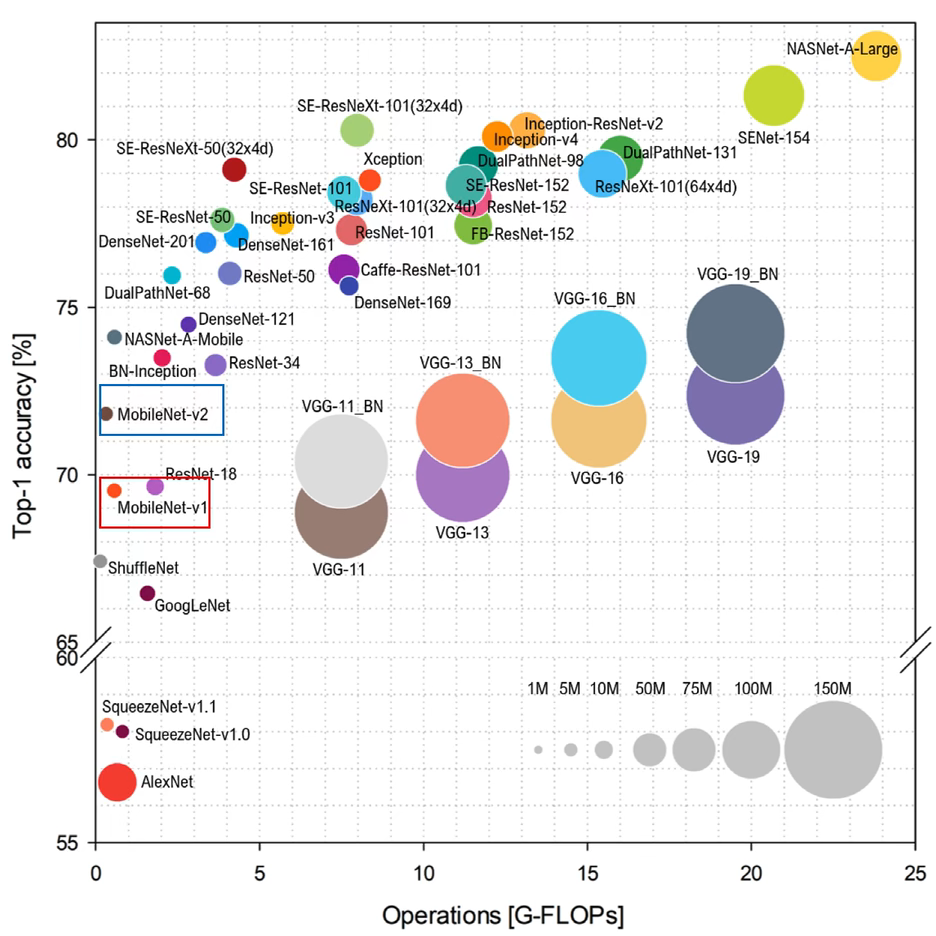 NASNet-A-Large
SE-ResNeXt-101(32x4d)
Inception-ResNet-v2
SENet-154
80
Inception-v4
SE-ResNeXt-50(32x4d)
Xception
DualPathNet-98
DualPathNet-131
SE-ResNet-101
SE-ResNet-152
ResNeXt-101(64x4d)
ResNeXt-101(32x4d)
ResNet-152
SE-ResNet-50
Inception-v3
ResNet-101
FB-ResNet-152
DenseNet-201
DenseNet-161
ResNet-50
Caffe-ResNet-101
VGG-19_BN
DualPathNet-68
DenseNet-169
VGG-16_BN
75
DenseNet-121
NASNet-A-Mobile
BN-Inception
ResNet-34
VGG-13_BN
VGG-11_BN
MobileNet-v2
VGG-19
70
ResNet-18
VGG-16
MobileNet-v1
VGG-13
ShuffleNet
VGG-11
GoogLeNet
65
60
1M 5M 10M 50M 75M 100M 150M
SqueezeNet-v1.1
SqueezeNet-v1.0
AlexNet
55
0 5 10 15 20 25
Top-1 accuracy [%]
Operations [G-FLOPs]